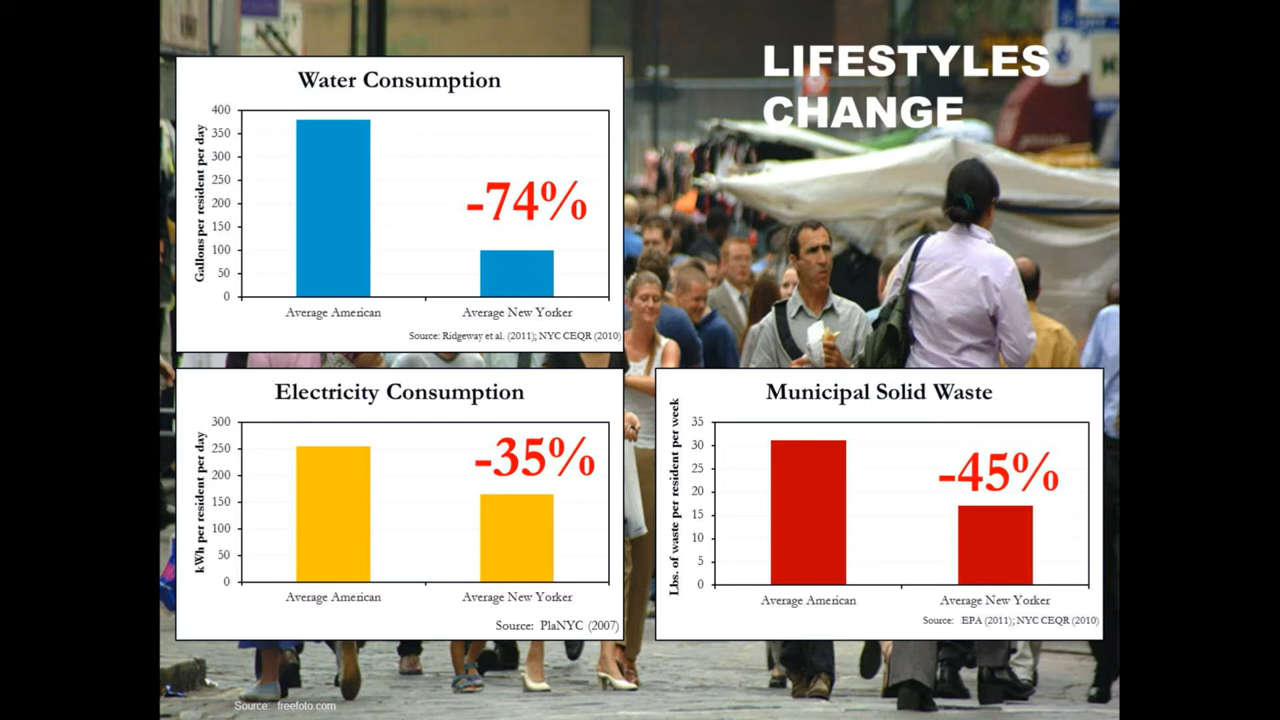 LIFESTYLES
CHANGE
Water Consumption
Gallons per resident per day
400
350
300
250
200
150
100
50
0
-74%
Average American
Average New Yorker
Source: Ridgeway et al. (2011); NYC CEQR (2010)
Electricity Consumption
kWh per resident per day
300
250
200
150
100
50
0
-35%
Average American
Average New Yorker
Source: PlaNYC (2007)
Municipal Solid Waste
Lbs. of waste per resident per week
35
30
25
20
15
10
5
0
-45%
Average American
Average New Yorker
Source: EPA (2011); NYC CEQR (2010)
Source: freefoto.com